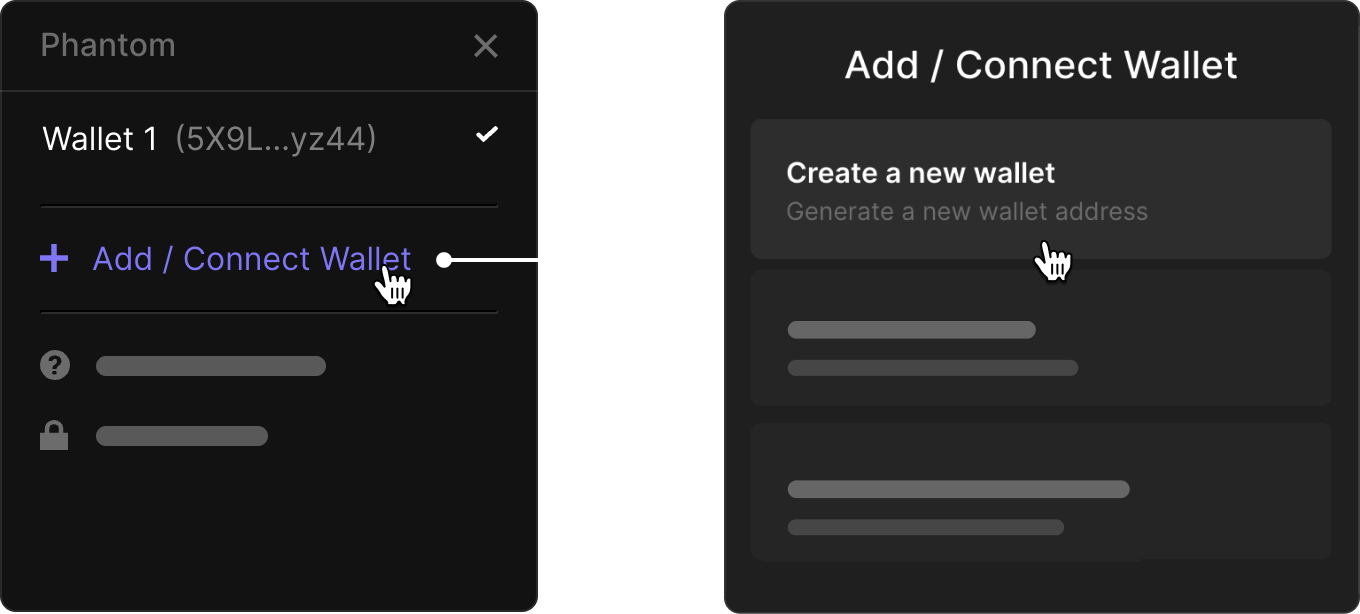 Phantom
Wallet 1 (5X9L...yz44)
Add / Connect Wallet
Add / Connect Wallet
Create a new wallet
Generate a new wallet address